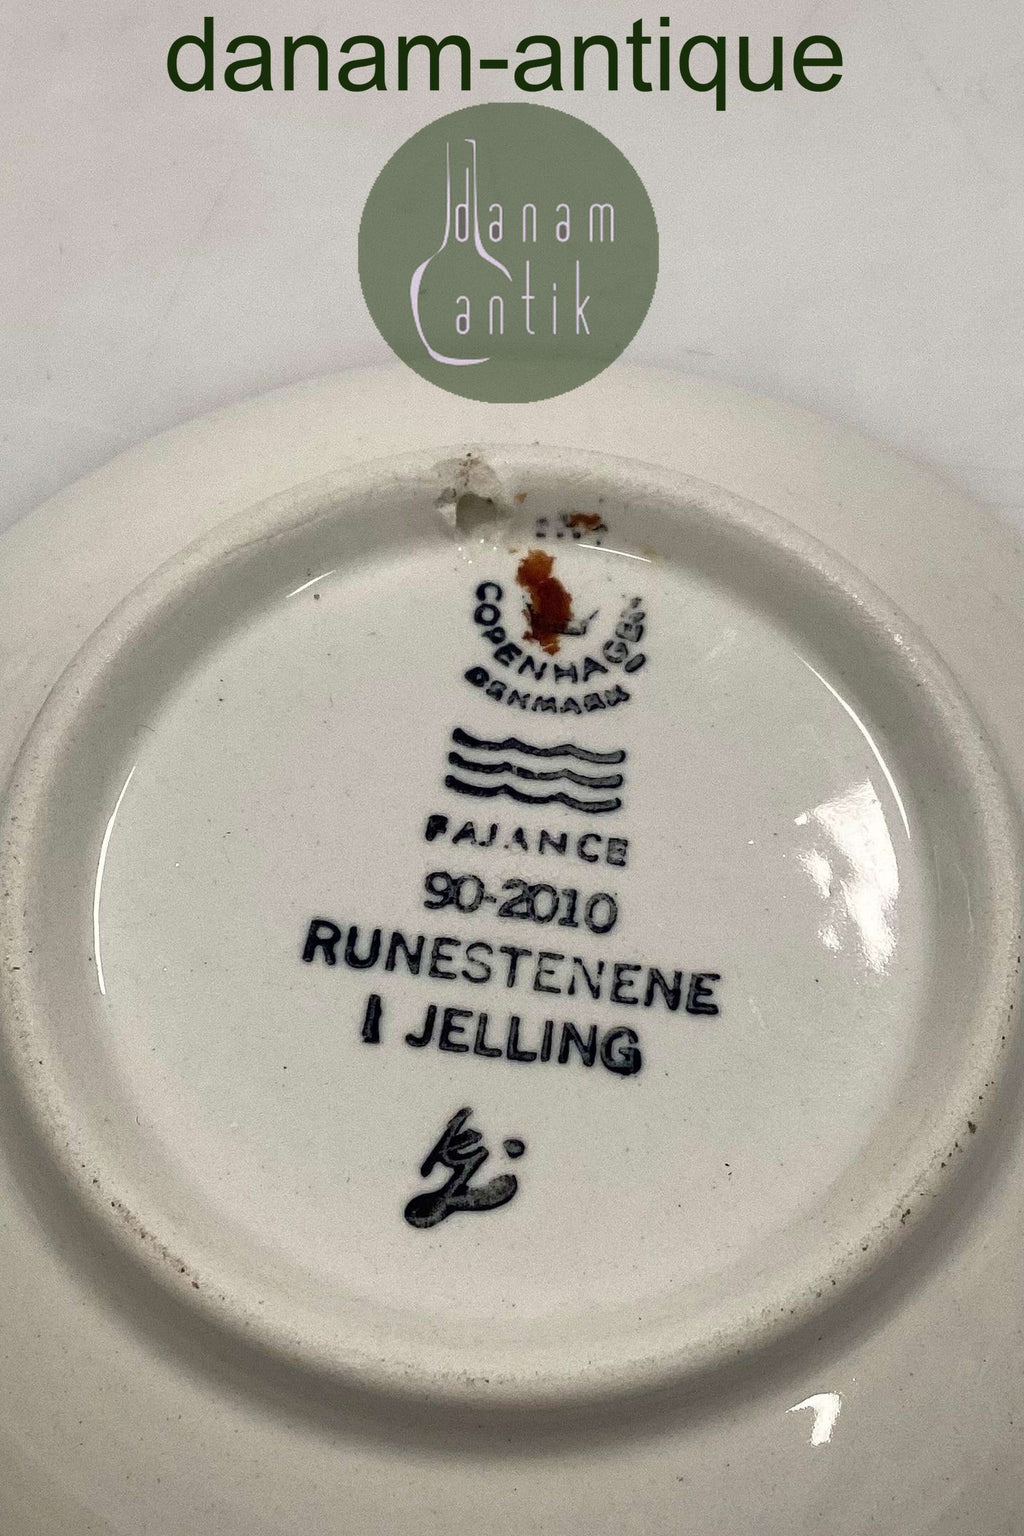 danam-antique
danam
antik
COPENHAGEN
DENMARK
FAJANCE
90-2010
RUNESTENENE
I JELLING